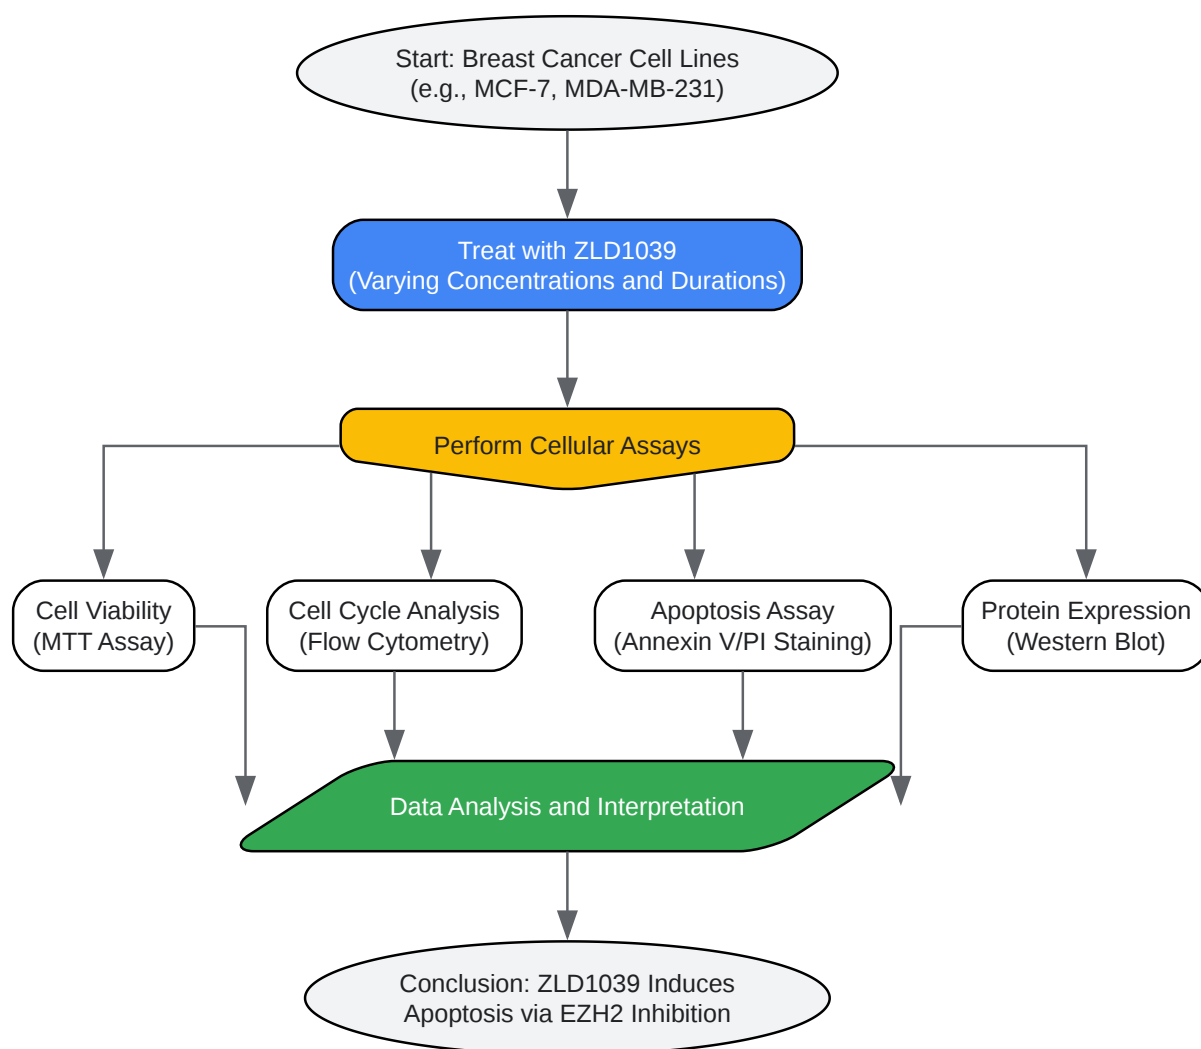 Start: Breast Cancer Cell Lines
(e.g., MCF-7, MDA-MB-231)
Treat with ZLD1039
(Varying Concentrations and Durations)
Perform Cellular Assays
Cell Viability
(MTT Assay)
Cell Cycle Analysis
(Flow Cytometry)
Apoptosis Assay
(Annexin V/PI Staining)
Protein Expression
(Western Blot)
Data Analysis and Interpretation
Conclusion: ZLD1039 Induces
Apoptosis via EZH2 Inhibition